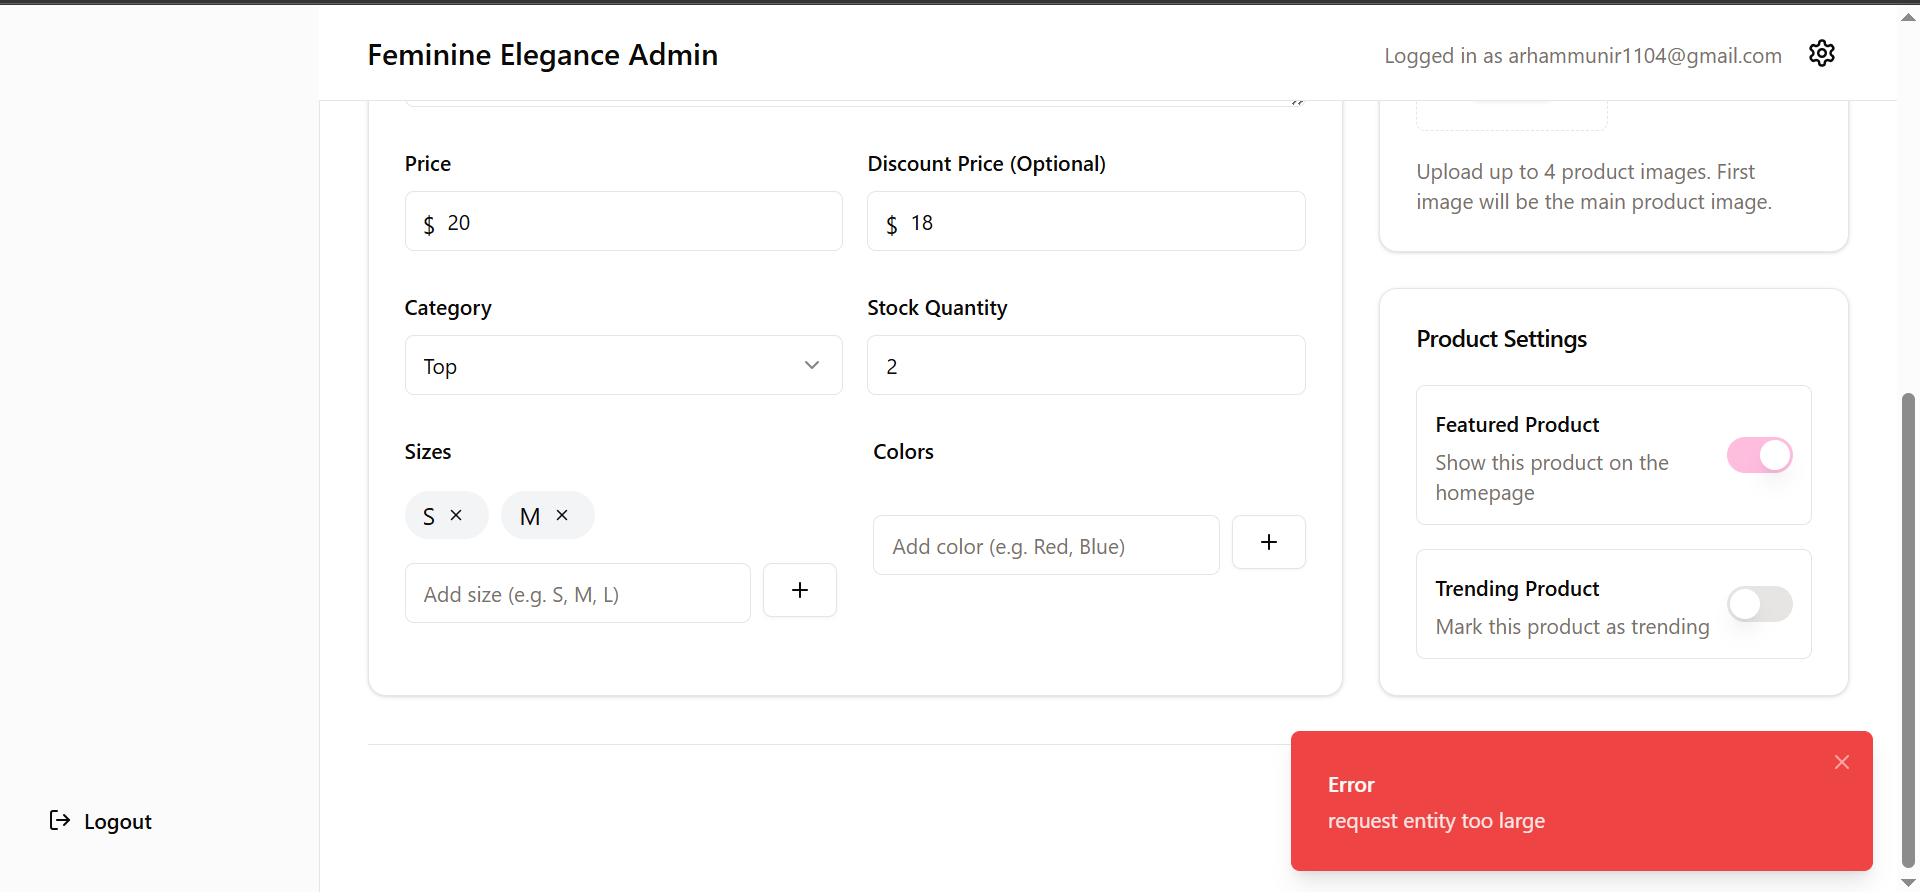 Feminine Elegance Admin
Logged in as arhammunir1104@gmail.com
Price
Discount Price (Optional)
$ 20
$ 18
Category
Stock Quantity
Top
2
Sizes
Colors
S ×
M ×
Add size (e.g. S, M, L)
+
Add color (e.g. Red, Blue)
+
Upload up to 4 product images. First
image will be the main product image.
Product Settings
Featured Product
Show this product on the
homepage
Trending Product
Mark this product as trending
Logout
Error
request entity too large